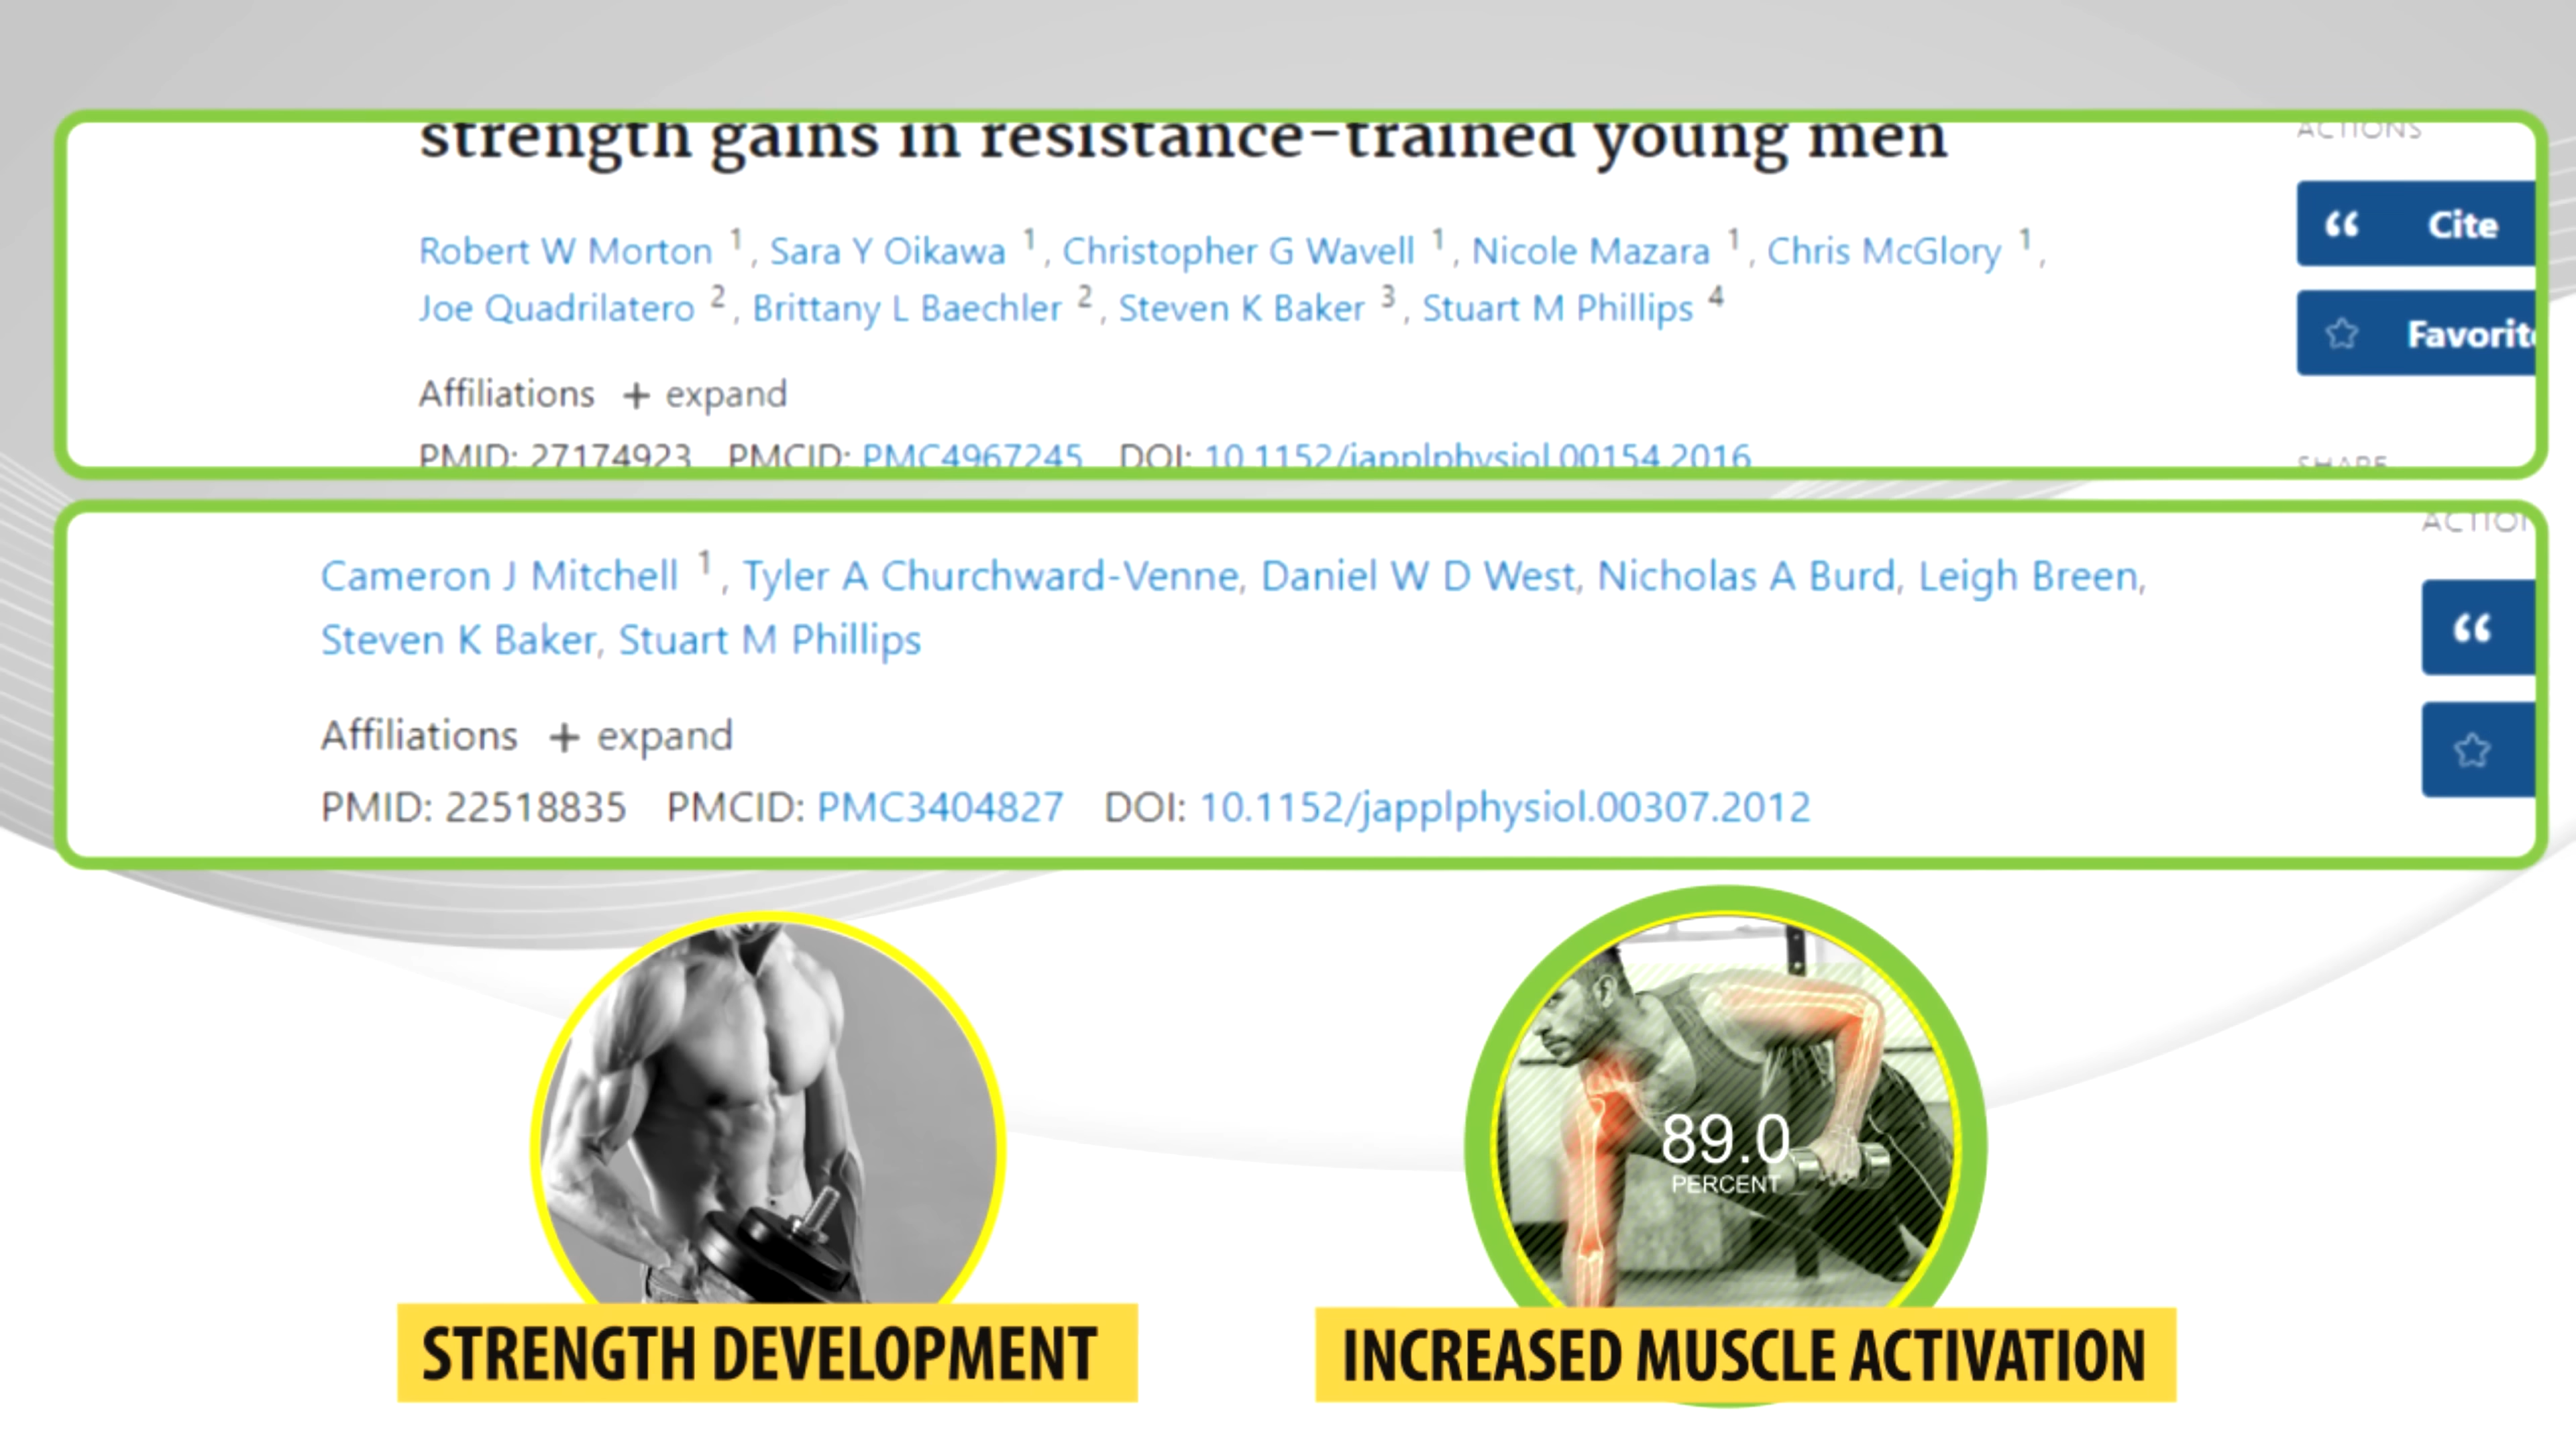 strength gains in resistance-trained young men
ACTIONS
Robert W Morton 1, Sara Y Oikawa 1, Christopher G Wavell 1, Nicole Mazara 1, Chris McGlory 1,
Joe Quadrilatero 2, Brittany L Baechler 2, Steven K Baker 3, Stuart M Phillips 4
“ Cite
Favorite
Affiliations + expand
PMID: 27174923 PMCID: PMC4967245 DOI: 10.1152/japplphysiol.00154.2016
SHARE
ACTION
Cameron J Mitchell 1, Tyler A Churchward-Venne, Daniel W D West, Nicholas A Burd, Leigh Breen,
Steven K Baker, Stuart M Phillips
“
Affiliations + expand
PMID: 22518835 PMCID: PMC3404827 DOI: 10.1152/japplphysiol.00307.2012
89.0
PERCENT
STRENGTH DEVELOPMENT
INCREASED MUSCLE ACTIVATION